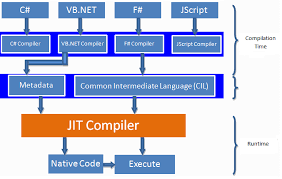 C# VB.NET F# JScript
C# Compiler VB.NET Compiler F# Compiler JScript Compiler
Compilation
Time
Metadata Common Intermediate Language (CIL)
JIT Compiler
Runtime
Native Code Execute